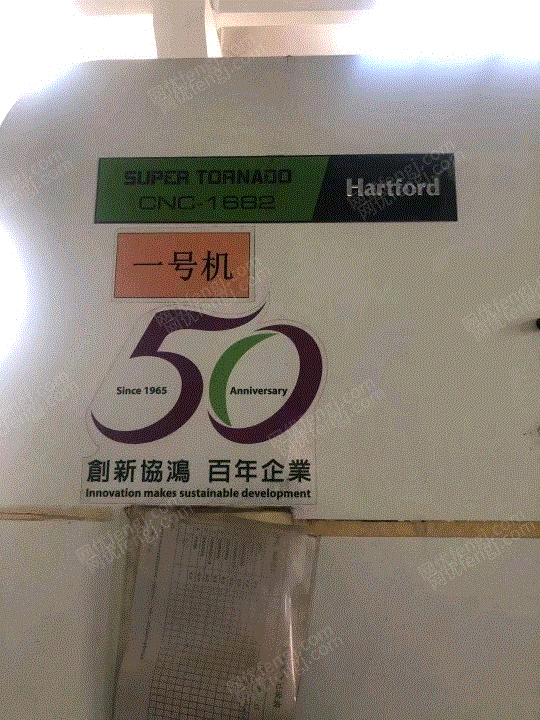 SUPER TORNADO
CNC-1682
Hartford
一号机
50
Since 1965
Anniversary
創新協鴻 百年企業
Innovation makes sustainable development